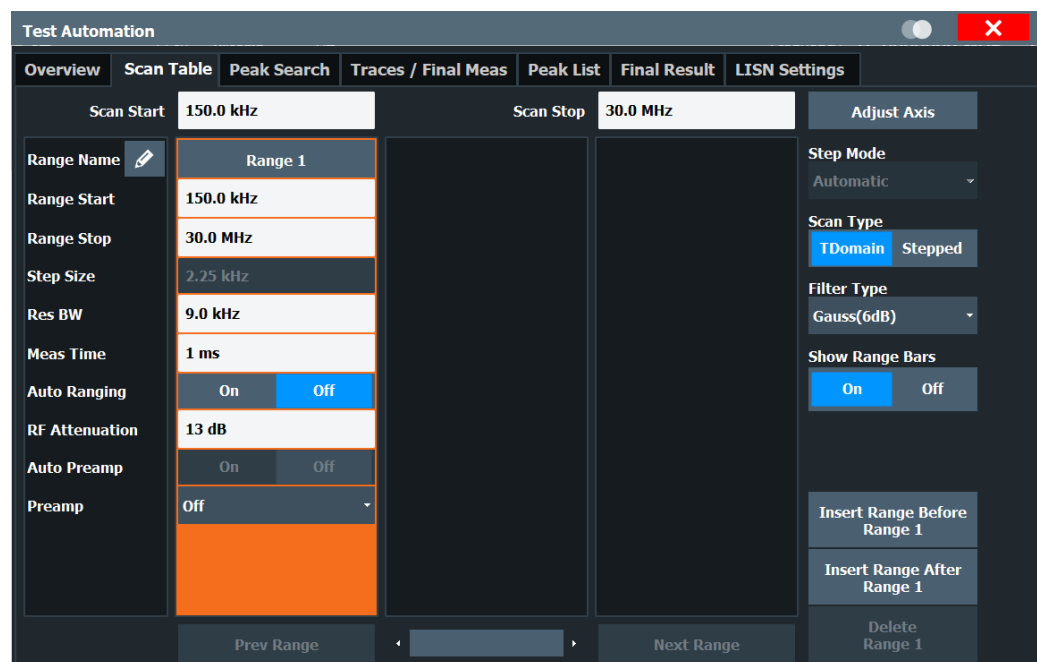 Test Automation
Overview Scan Table Peak Search Traces / Final Meas Peak List Final Result LISN Settings
Scan Start 150.0 kHz Scan Stop 30.0 MHz Adjust Axis
Range Name Range 1
Range Start 150.0 kHz
Range Stop 30.0 MHz
Step Size 2.25 kHz
Res BW 9.0 kHz
Meas Time 1 ms
Auto Ranging On Off
RF Attenuation 13 dB
Auto Preamp On Off
Preamp Off
Step Mode
Automatic
Scan Type
TDomain Stepped
Filter Type
Gauss(6dB)
Show Range Bars
On Off
Insert Range Before
Range 1
Insert Range After
Range 1
Delete
Range 1
Prev Range Next Range